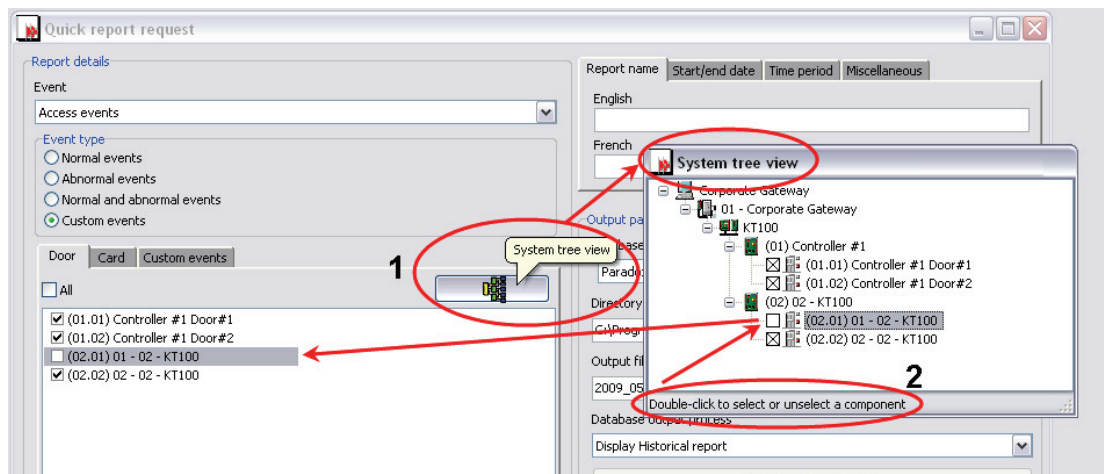 Quick report request
Report details
Event
Access events
Event type
Normal events
Abnormal events
Normal and abnormal events
Custom events
Door
Card
Custom events
All
1
System tree view
(01.01) Controller #1 Door#1
(01.02) Controller #1 Door#2
(02.01) 01 - 02 - KT100
(02.02) 02 - 02 - KT100
Report name
Start/end date
Time period
Miscellaneous
English
French
Output pa
base
Parado
Directory
C:\Progr
Output fil
2009_05
Database output process
Display Historical report
System tree view
Corporate Gateway
01 - Corporate Gateway
KT100
(01) Controller #1
(01.01) Controller #1 Door#1
(01.02) Controller #1 Door#2
(02) 02 - KT100
(02.01) 01 - 02 - KT100
(02.02) 02 - 02 - KT100
2
Double-click to select or unselect a component